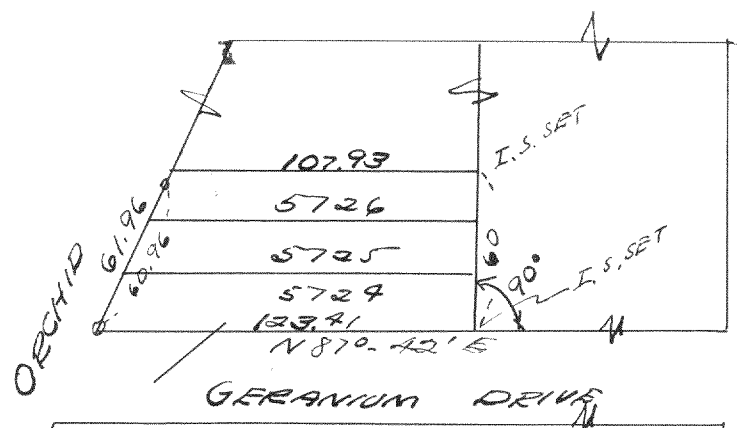 I.S. SET
107.93
5726
61.96
60.96
5725
60
90°
I.S. SET
5724
123.41
N 87°-42' E
ORCHID
GERANIUM DRIVE